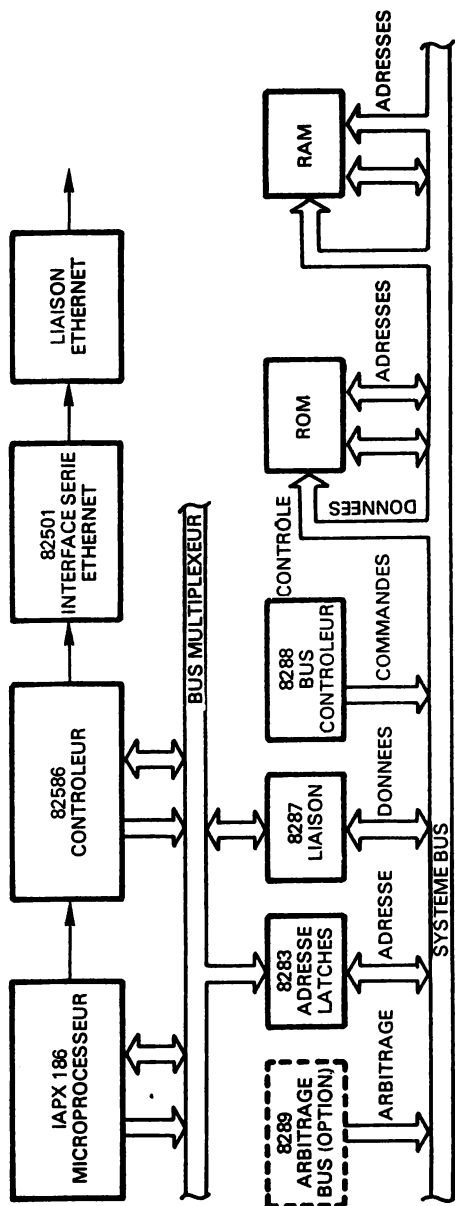 IAPX 186
MICROPROCESSEUR
82586
CONTROLEUR
82501
INTERFACE SERIE
ETHERNET
LIAISON
ETHERNET
BUS MULTIPLEXEUR
8289
ARBITRAGE
BUS (OPTION)
8283
ADRESSE
LATCHES
8287
LIAISON
8288
BUS
CONTROLEUR
CONTRÔLE
ROM
RAM
ARBITRAGE
ADRESSE
DONNEES
COMMANDES
DONNEES
ADRESSES
ADRESSES
SYSTEME BUS